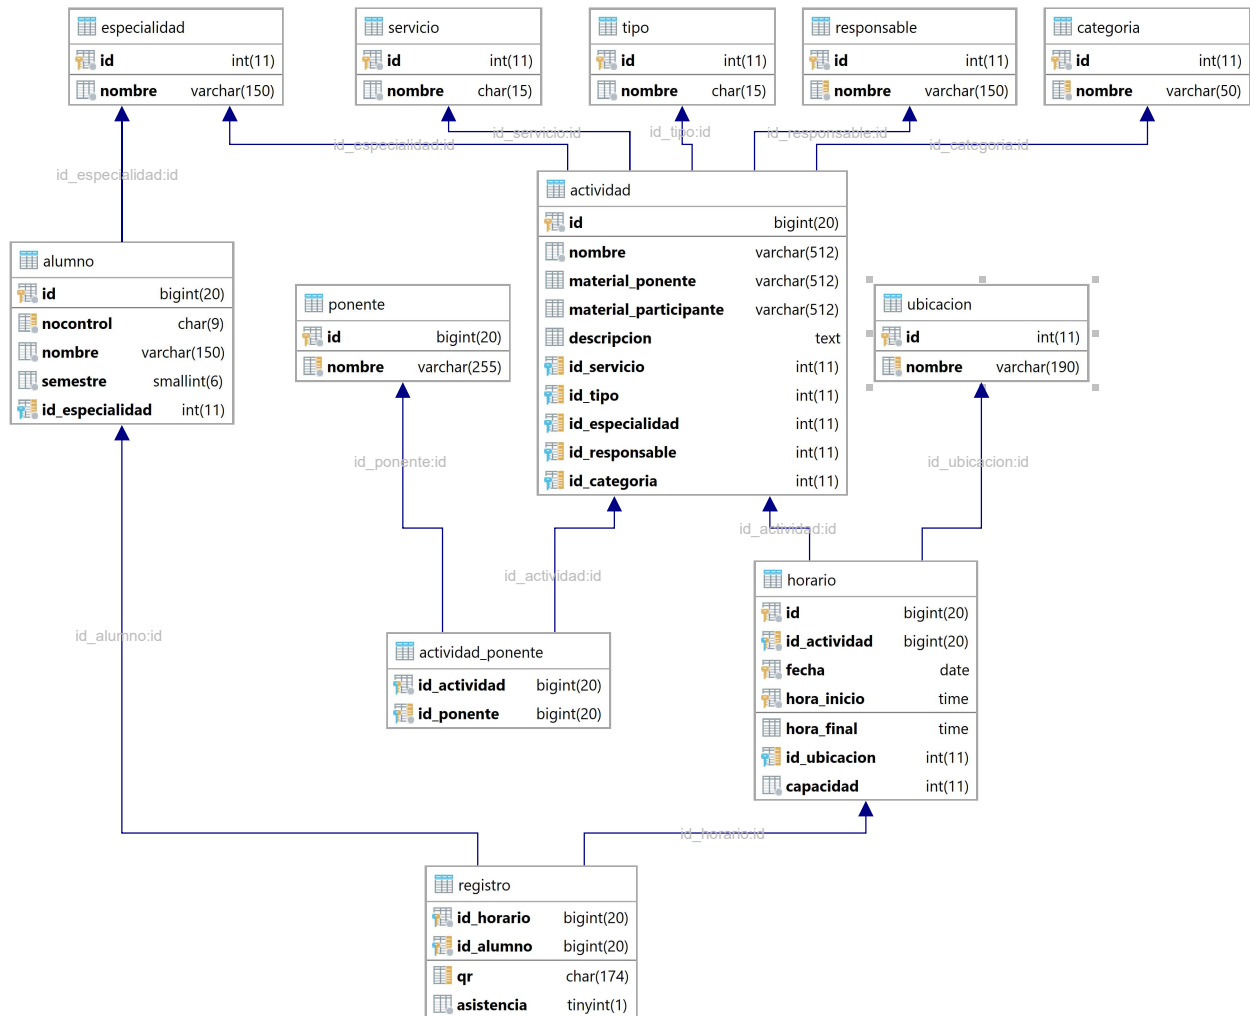 especialidad
id int(11)
nombre varchar(150)
servicio
id int(11)
nombre char(15)
tipo
id int(11)
nombre char(15)
responsable
id int(11)
nombre varchar(150)
categoria
id int(11)
nombre varchar(50)
id_servicio:id
id_tipo:id
id_responsable:id
id_especialidad:id
id_categoria:id
id_especialidad:id
actividad
id bigint(20)
nombre varchar(512)
material_ponente varchar(512)
material_participante varchar(512)
descripcion text
id_servicio int(11)
id_tipo int(11)
id_especialidad int(11)
id_responsable int(11)
id_categoria int(11)
alumno
id bigint(20)
nocontrol char(9)
nombre varchar(150)
semestre smallint(6)
id_especialidad int(11)
ponente
id bigint(20)
nombre varchar(255)
ubicacion
id int(11)
nombre varchar(190)
id_ponente:id
id_ubicacion:id
id_actividad:id
id_actividad:id
horario
id bigint(20)
id_actividad bigint(20)
fecha date
hora_inicio time
hora_final time
id_ubicacion int(11)
capacidad int(11)
id_alumno:id
actividad_ponente
id_actividad bigint(20)
id_ponente bigint(20)
id_horario:id
registro
id_horario bigint(20)
id_alumno bigint(20)
qr char(174)
asistencia tinyint(1)